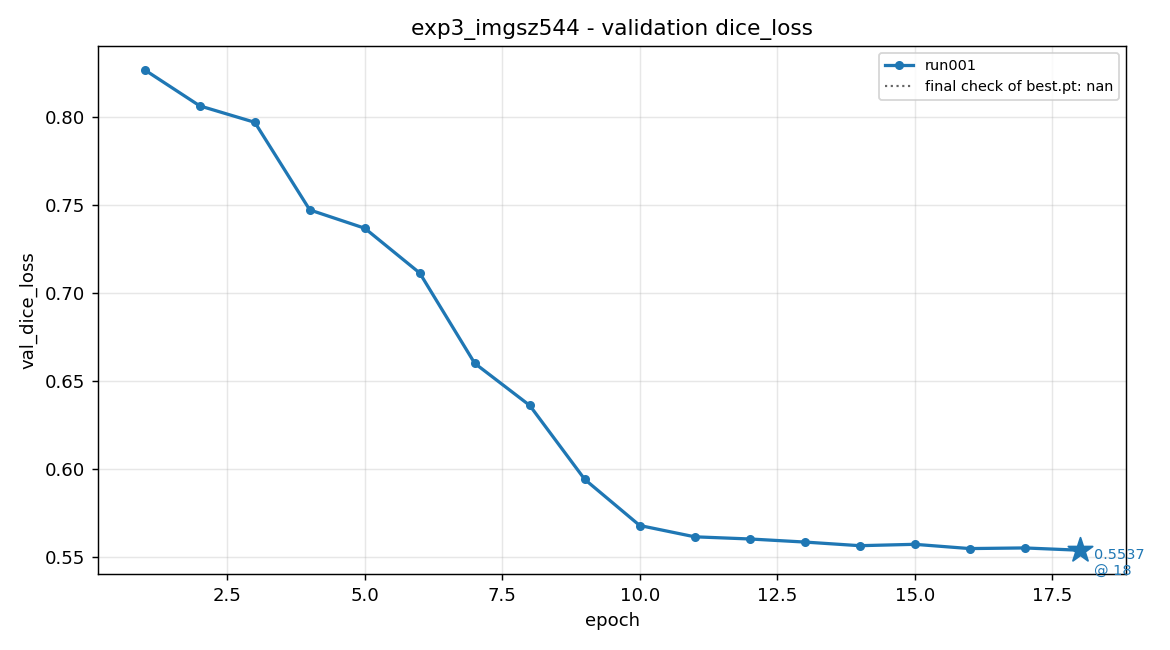 exp3_imgsz544 - validation dice_loss
run001
final check of best.pt: nan
val_dice_loss
0.80
0.75
0.70
0.65
0.60
0.55
0.5537
@ 18
2.5 5.0 7.5 10.0 12.5 15.0 17.5
epoch